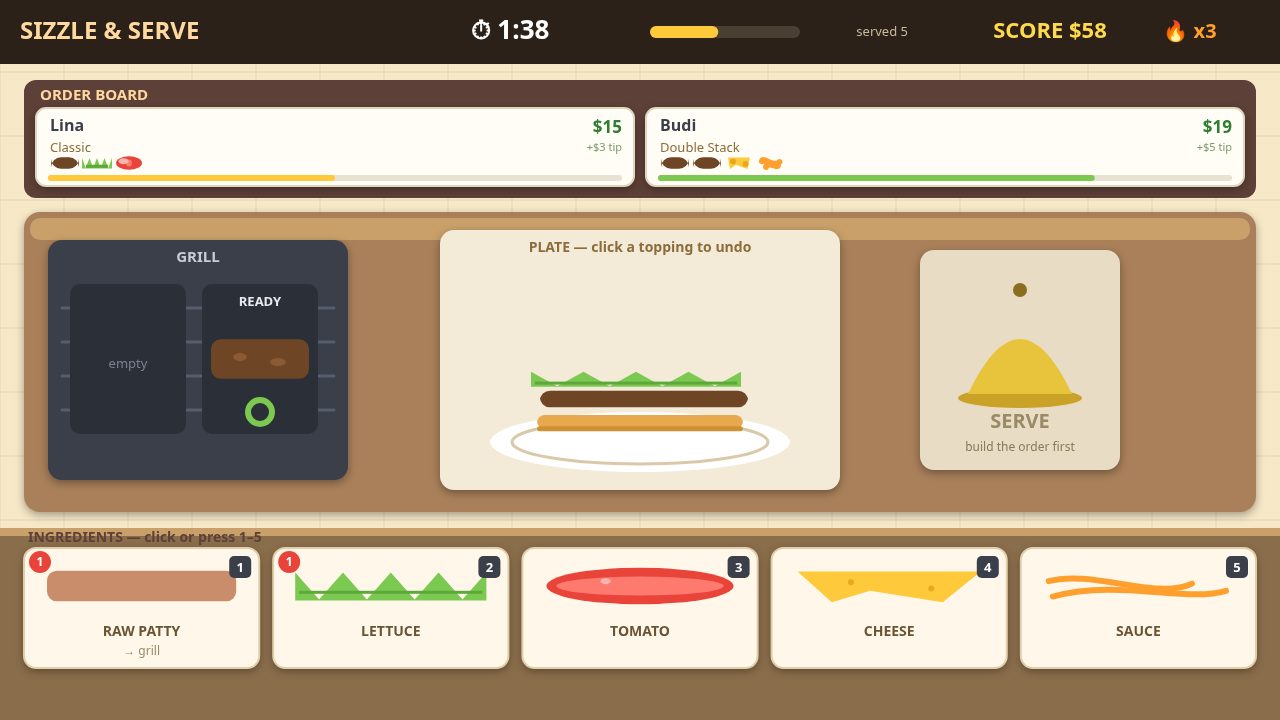 SIZZLE & SERVE
⏱ 1:38
served 5
SCORE $58
🔥 x3
ORDER BOARD
Lina
$15
Classic
+$3 tip
Budi
$19
Double Stack
+$5 tip
GRILL
empty
READY
PLATE — click a topping to undo
SERVE
build the order first
INGREDIENTS — click or press 1–5
1
1
RAW PATTY
→ grill
1
2
LETTUCE
3
TOMATO
4
CHEESE
5
SAUCE